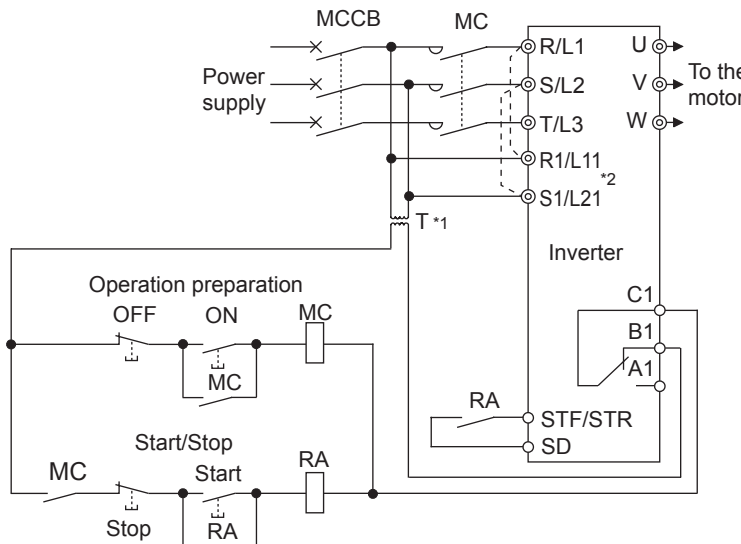 MCCB
MC
R/L1
U
Power
supply
S/L2
V
To the
motor
T/L3
W
R1/L11
*2
S1/L21
T *1
Inverter
Operation preparation
OFF
ON
MC
C1
B1
A1
MC
RA
STF/STR
SD
Start/Stop
MC
Start
RA
Stop
RA